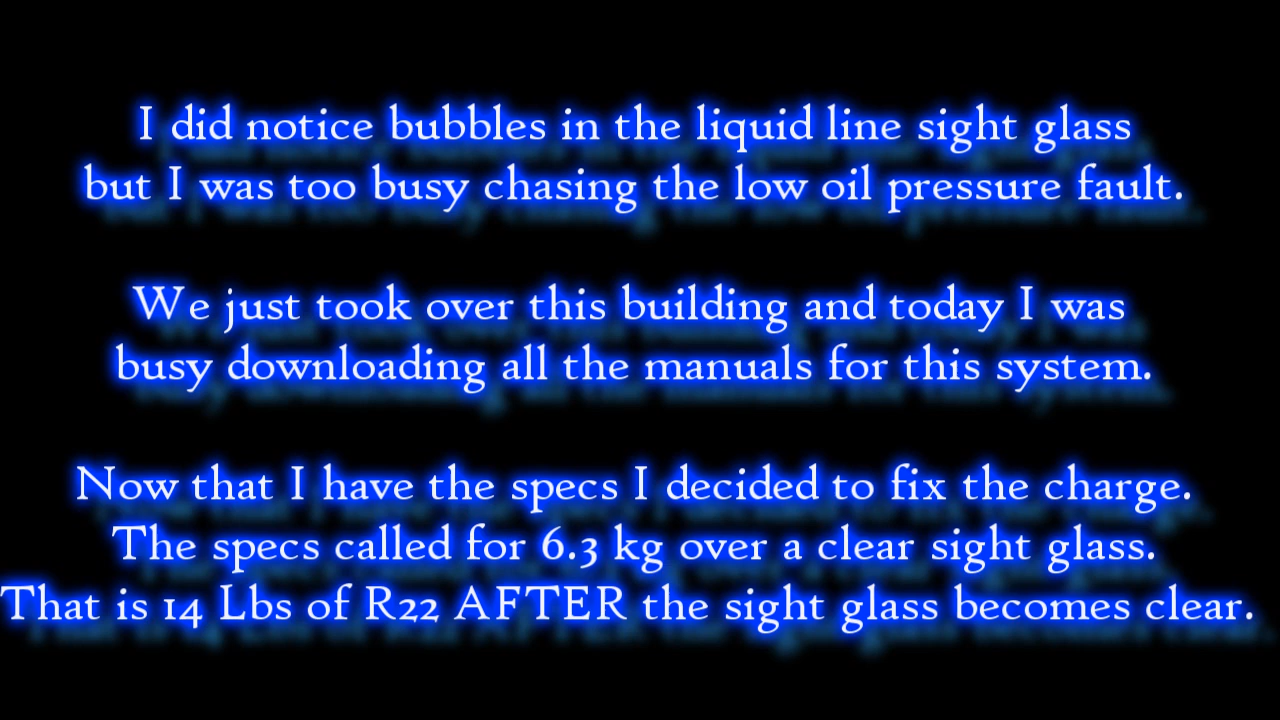 I did notice bubbles in the liquid line sight glass
but I was too busy chasing the low oil pressure fault.
We just took over this building and today I was
busy downloading all the manuals for this system.
Now that I have the specs I decided to fix the charge.
The specs called for 6.3 kg over a clear sight glass.
That is 14 Lbs of R22 AFTER the sight glass becomes clear.